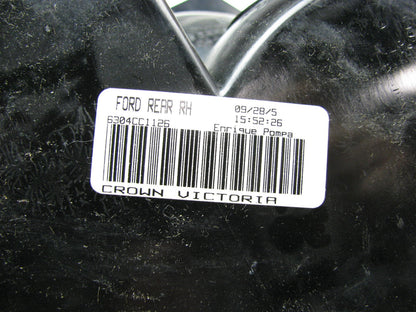 FORD REAR RH 09/28/5
6304CC1126 15:52:26
Enrique Pompa
CROWN VICTORIA